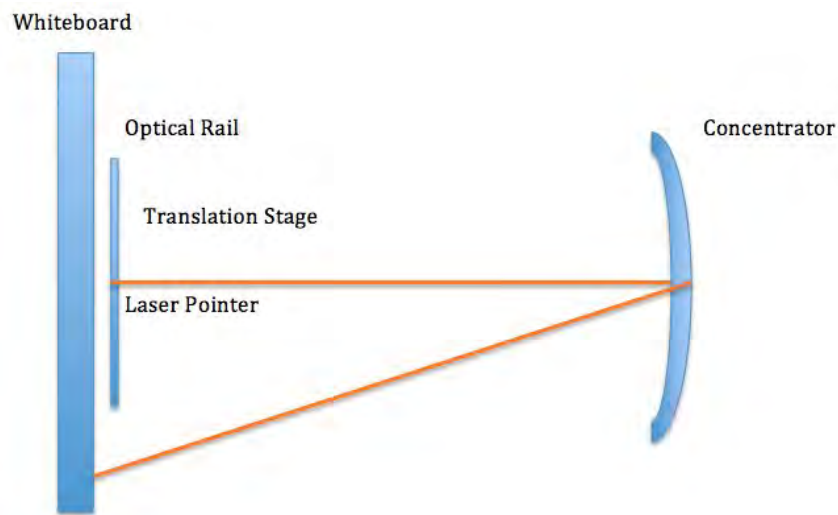 Whiteboard
Optical Rail
Concentrator
Translation Stage
Laser Pointer